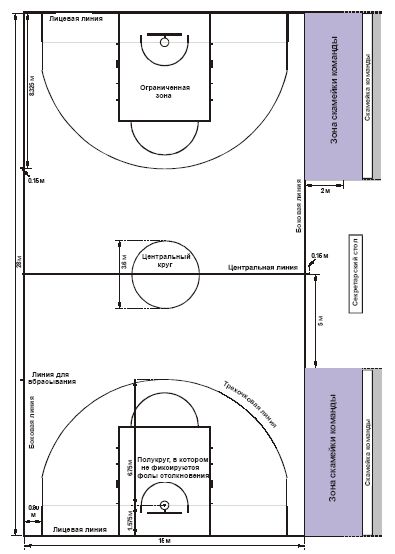 Лицевая линия
Зона скамейки команды
Скамейка команды
8.325 м
Ограниченная
зона
0.15 м
2 м
Боковая линия
Центральный
круг
3.6 м
28 м
Центральная линия
0.15 м
Секретарский стол
5 м
Линия для
вбрасывания
Трехочковая линия
Боковая линия
Зона скамейки команды
Скамейка команды
Полукруг, в котором
не фиксируются
фолы отолкновения
6.75 м
0.90
м
1.575 м
Лицевая линия
15 м